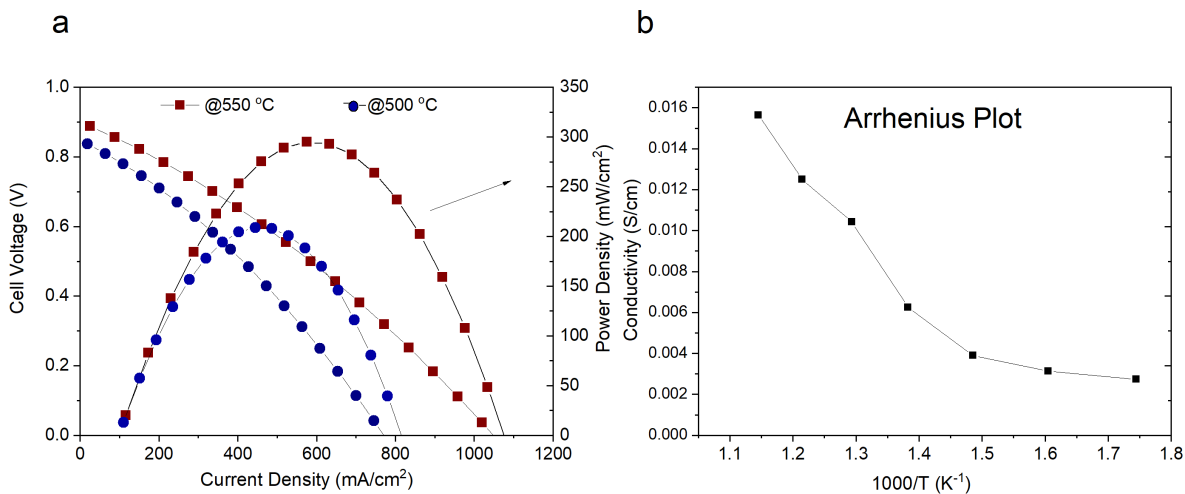 a
b
1.0
0.8
0.6
0.4
0.2
0.0
Cell Voltage (V)
@550 °C
@500 °C
350
300
250
200
150
100
50
0
Power Density (mW/cm²)
0 200 400 600 800 1000 1200
Current Density (mA/cm²)
Arrhenius Plot
0.016
0.014
0.012
0.010
0.008
0.006
0.004
0.002
0.000
Conductivity (S/cm)
1.1 1.2 1.3 1.4 1.5 1.6 1.7 1.8
1000/T (K⁻¹)